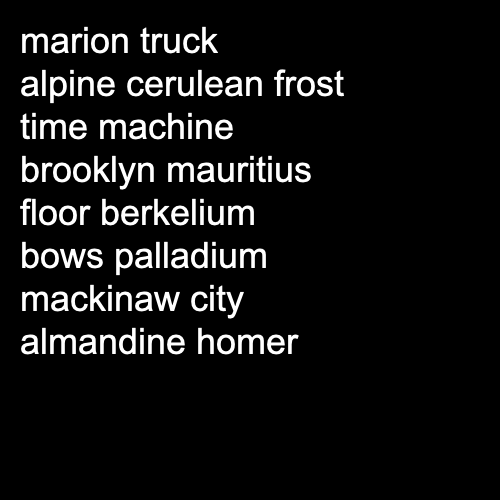 marion truck
alpine cerulean frost
time machine
brooklyn mauritius
floor berkelium
bows palladium
mackinaw city
almandine homer